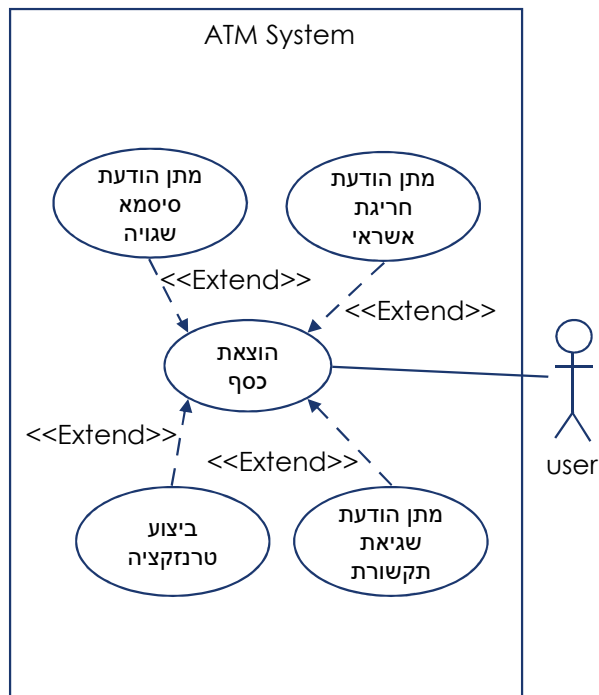 ATM System
מתן הודעת
סיסמא
שגויה
מתן הודעת
חריגת
אשראי
<<Extend>>
<<Extend>>
הוצאת
כסף
<<Extend>>
<<Extend>>
user
ביצוע
טרנזקציה
מתן הודעת
שגיאת
תקשורת